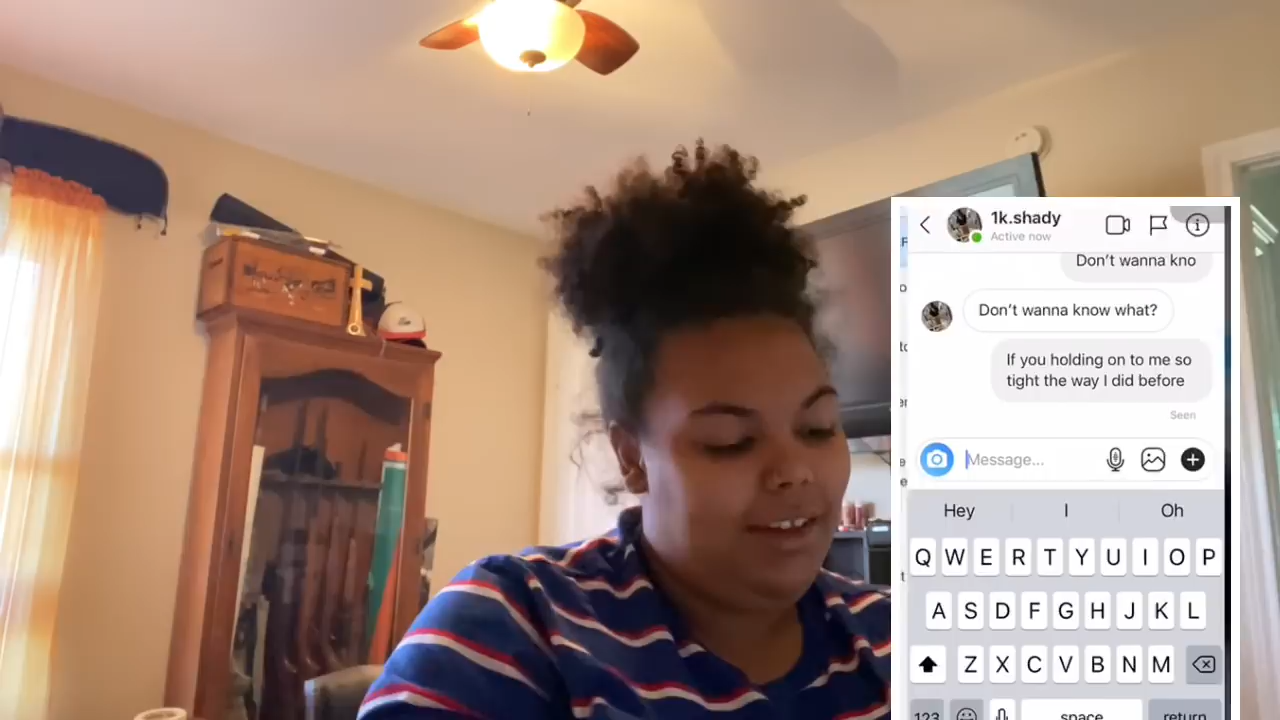 1k.shady
Active now
Don't wanna kno
Don't wanna know what?
If you holding on to me so
tight the way I did before
Seen
Message...
Hey I Oh
Q W E R T Y U I O P
A S D F G H J K L
Z X C V B N M
123 space return